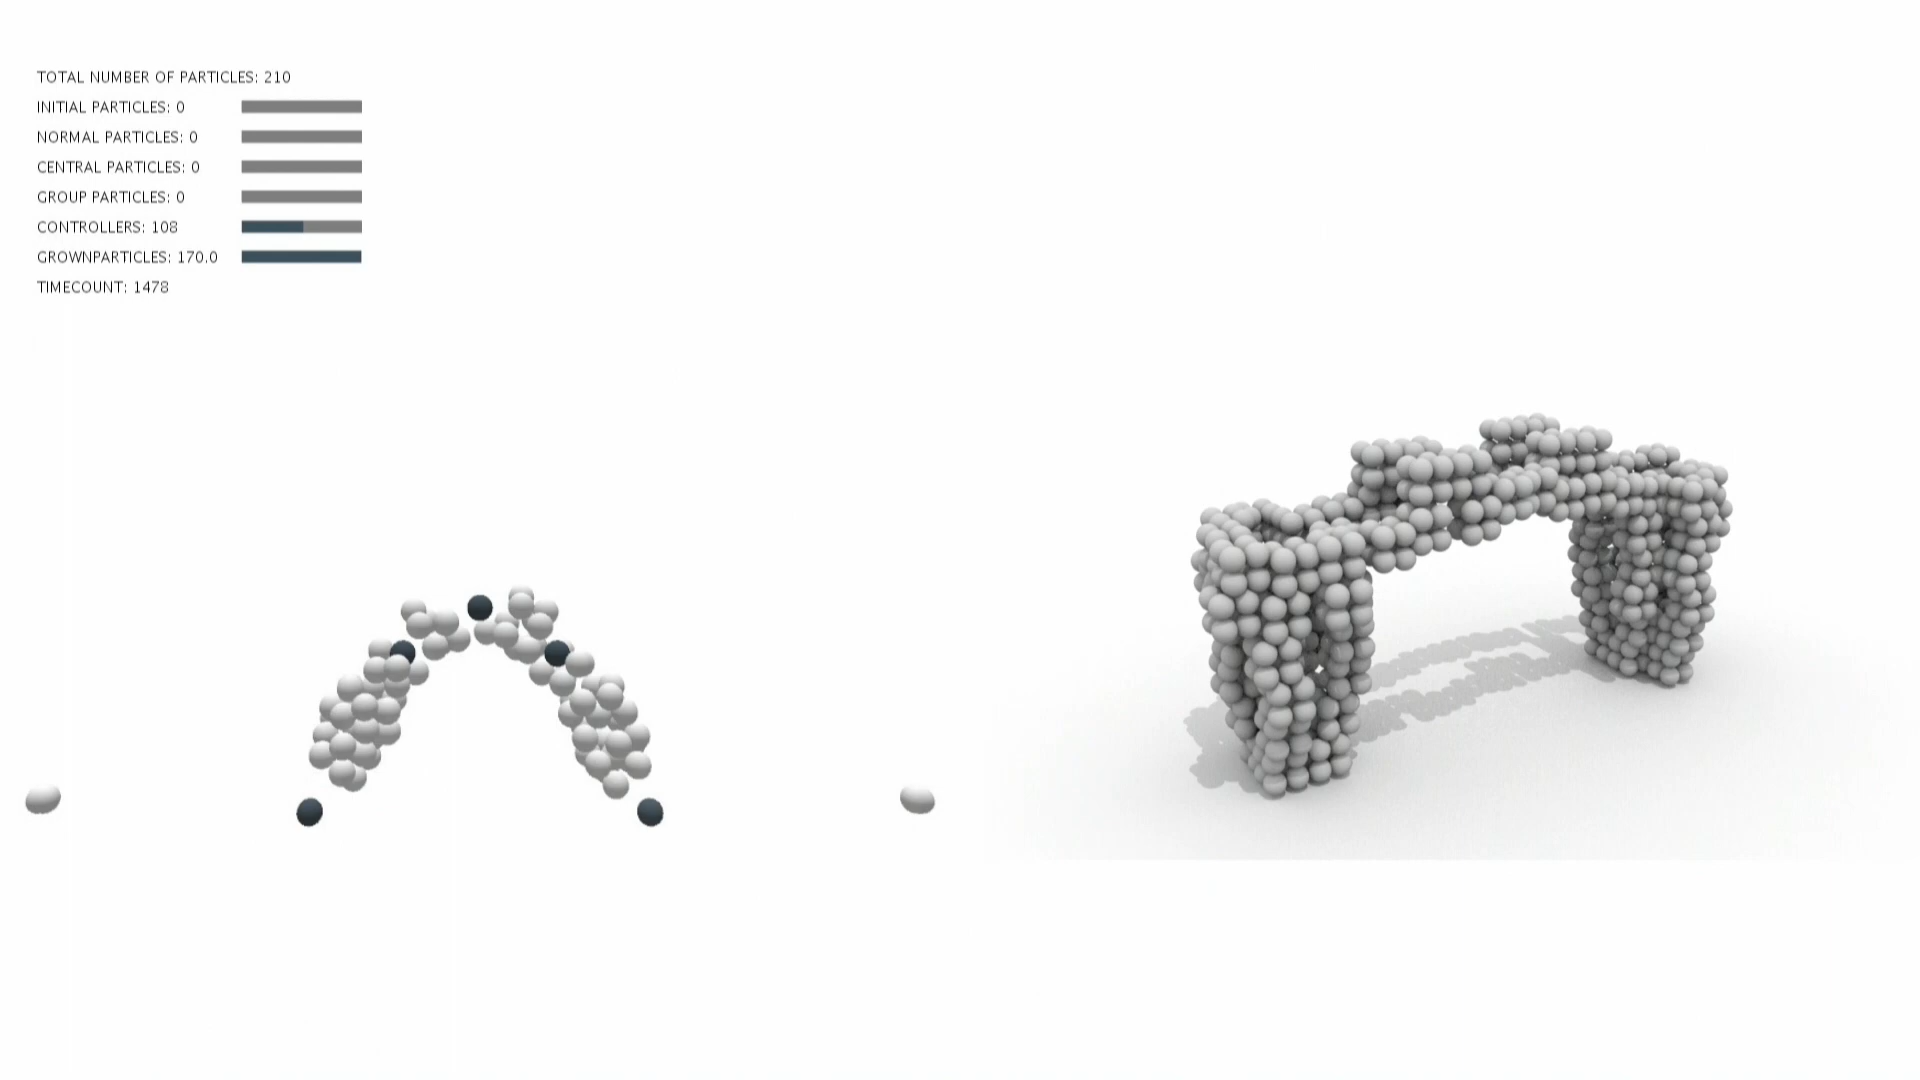 TOTAL NUMBER OF PARTICLES: 210
INITIAL PARTICLES: 0
NORMAL PARTICLES: 0
CENTRAL PARTICLES: 0
GROUP PARTICLES: 0
CONTROLLERS: 108
GROWNPARTICLES: 170.0
TIMECOUNT: 1478